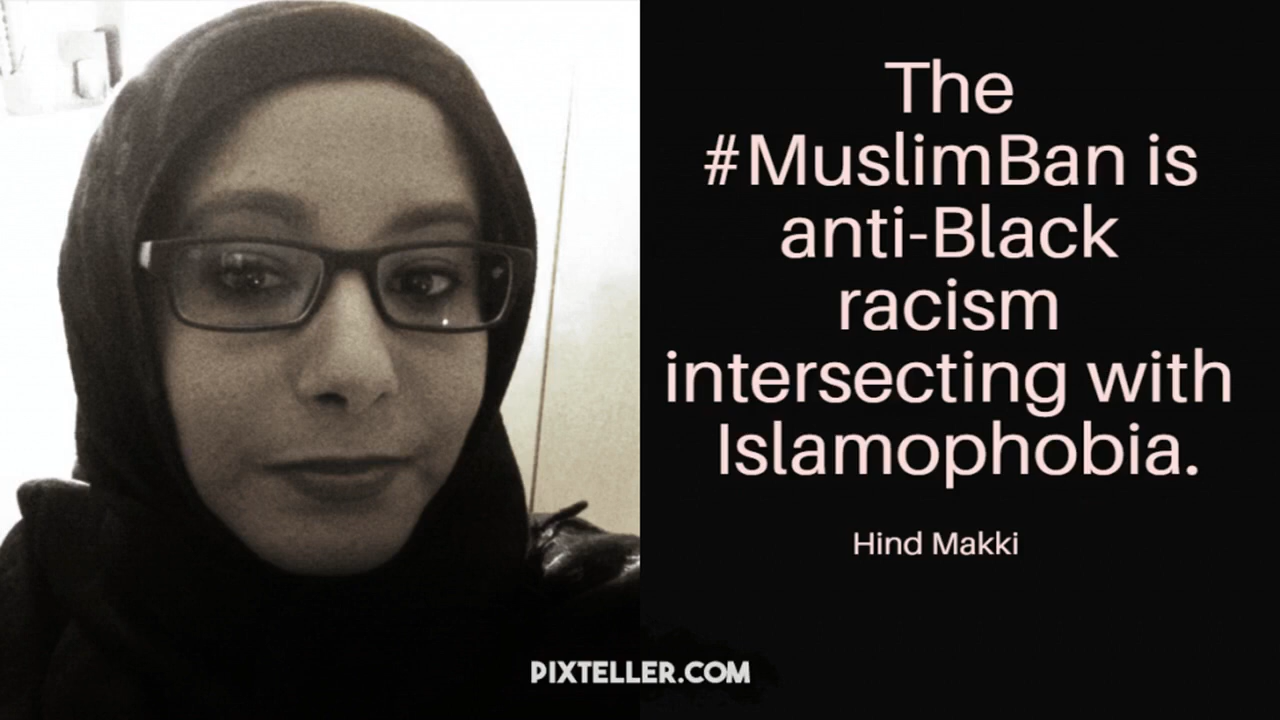 The
#MuslimBan is
anti-Black
racism
intersecting with
Islamophobia.
Hind Makki
PIXTELLER.COM